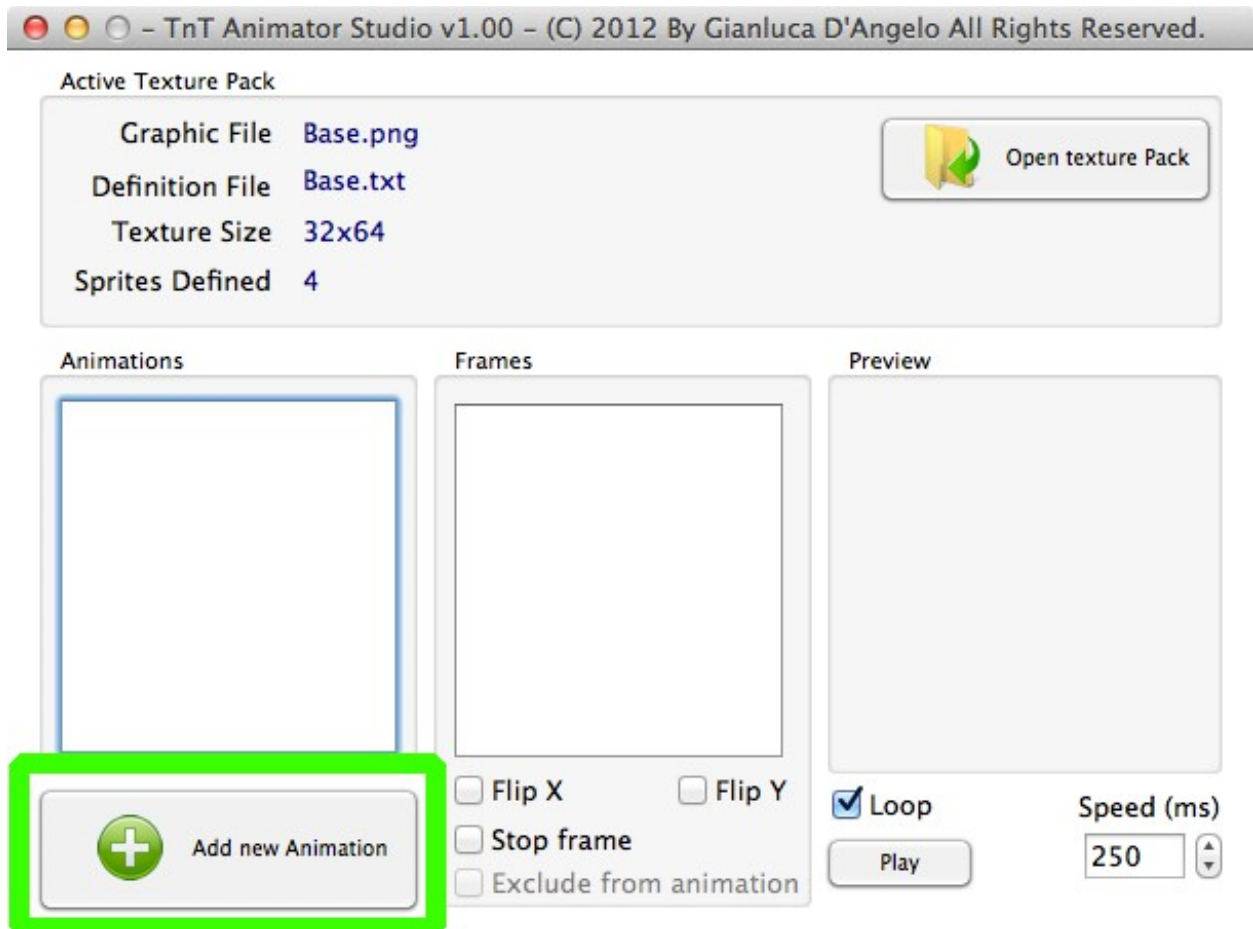 – TnT Animator Studio v1.00 – (C) 2012 By Gianluca D'Angelo All Rights Reserved.
Active Texture Pack
Graphic File Base.png
Open texture Pack
Definition File Base.txt
Texture Size 32x64
Sprites Defined 4
Animations Frames Preview
Flip X Flip Y
Loop Speed (ms)
Add new Animation
Stop frame
Play 250
Exclude from animation